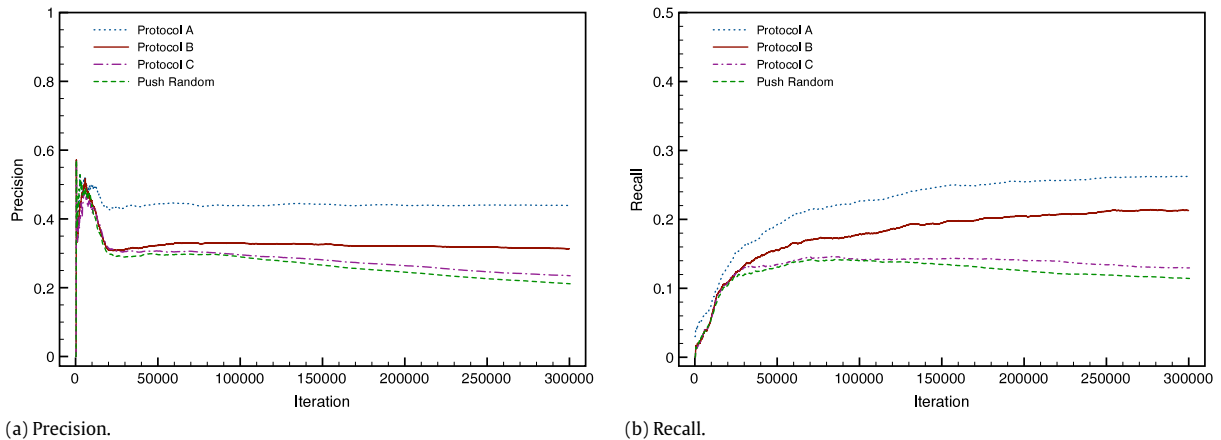 1
0.8
0.6
0.4
0.2
0
Precision
Protocol A
Protocol B
Protocol C
Push Random
0 50000 100000 150000 200000 250000 300000
Iteration
(a) Precision.
0.5
0.4
0.3
0.2
0.1
0
Recall
Protocol A
Protocol B
Protocol C
Push Random
0 50000 100000 150000 200000 250000 300000
Iteration
(b) Recall.